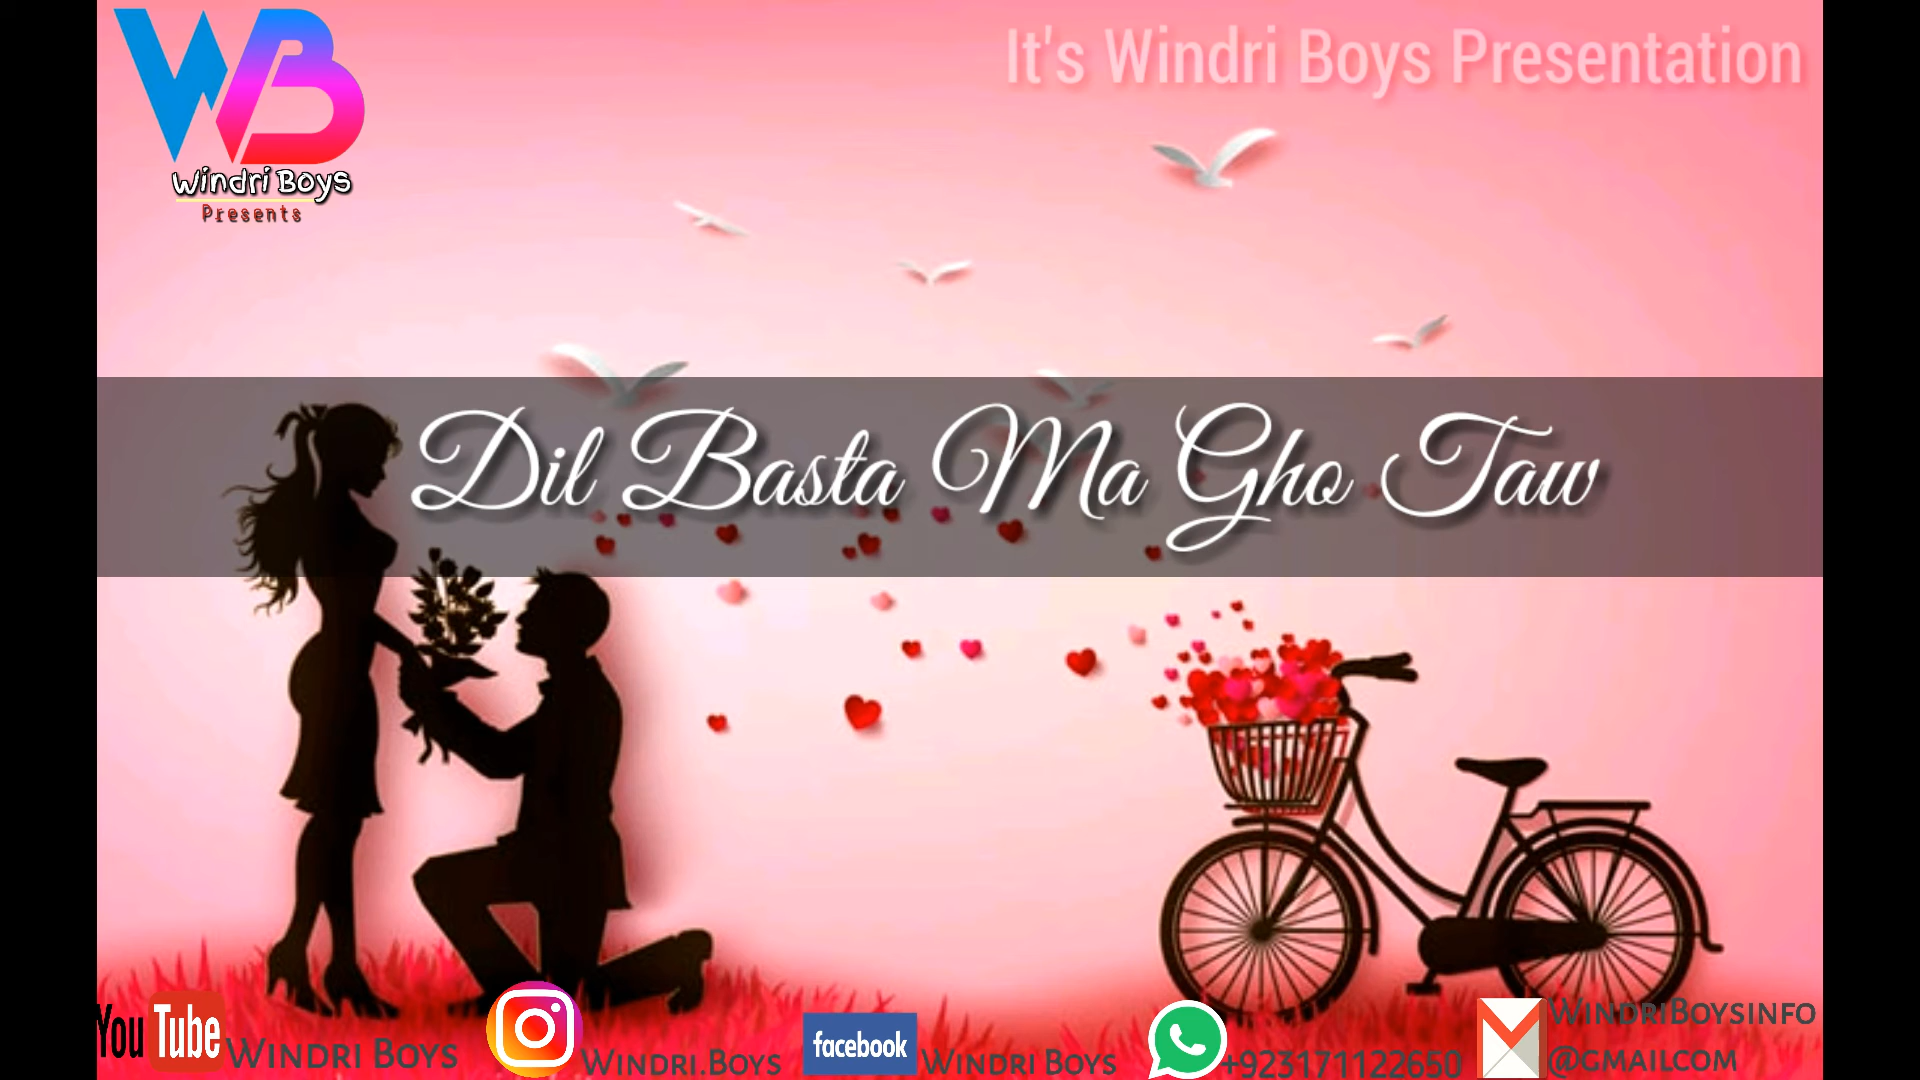 WB
Windri Boys
Presents
It's Windri Boys Presentation
Dil Basta Ma Gho Taw
You Tube Windri Boys
Windri.Boys
facebook Windri Boys
+923171122650
WindriBoysinfo
@gmailcom